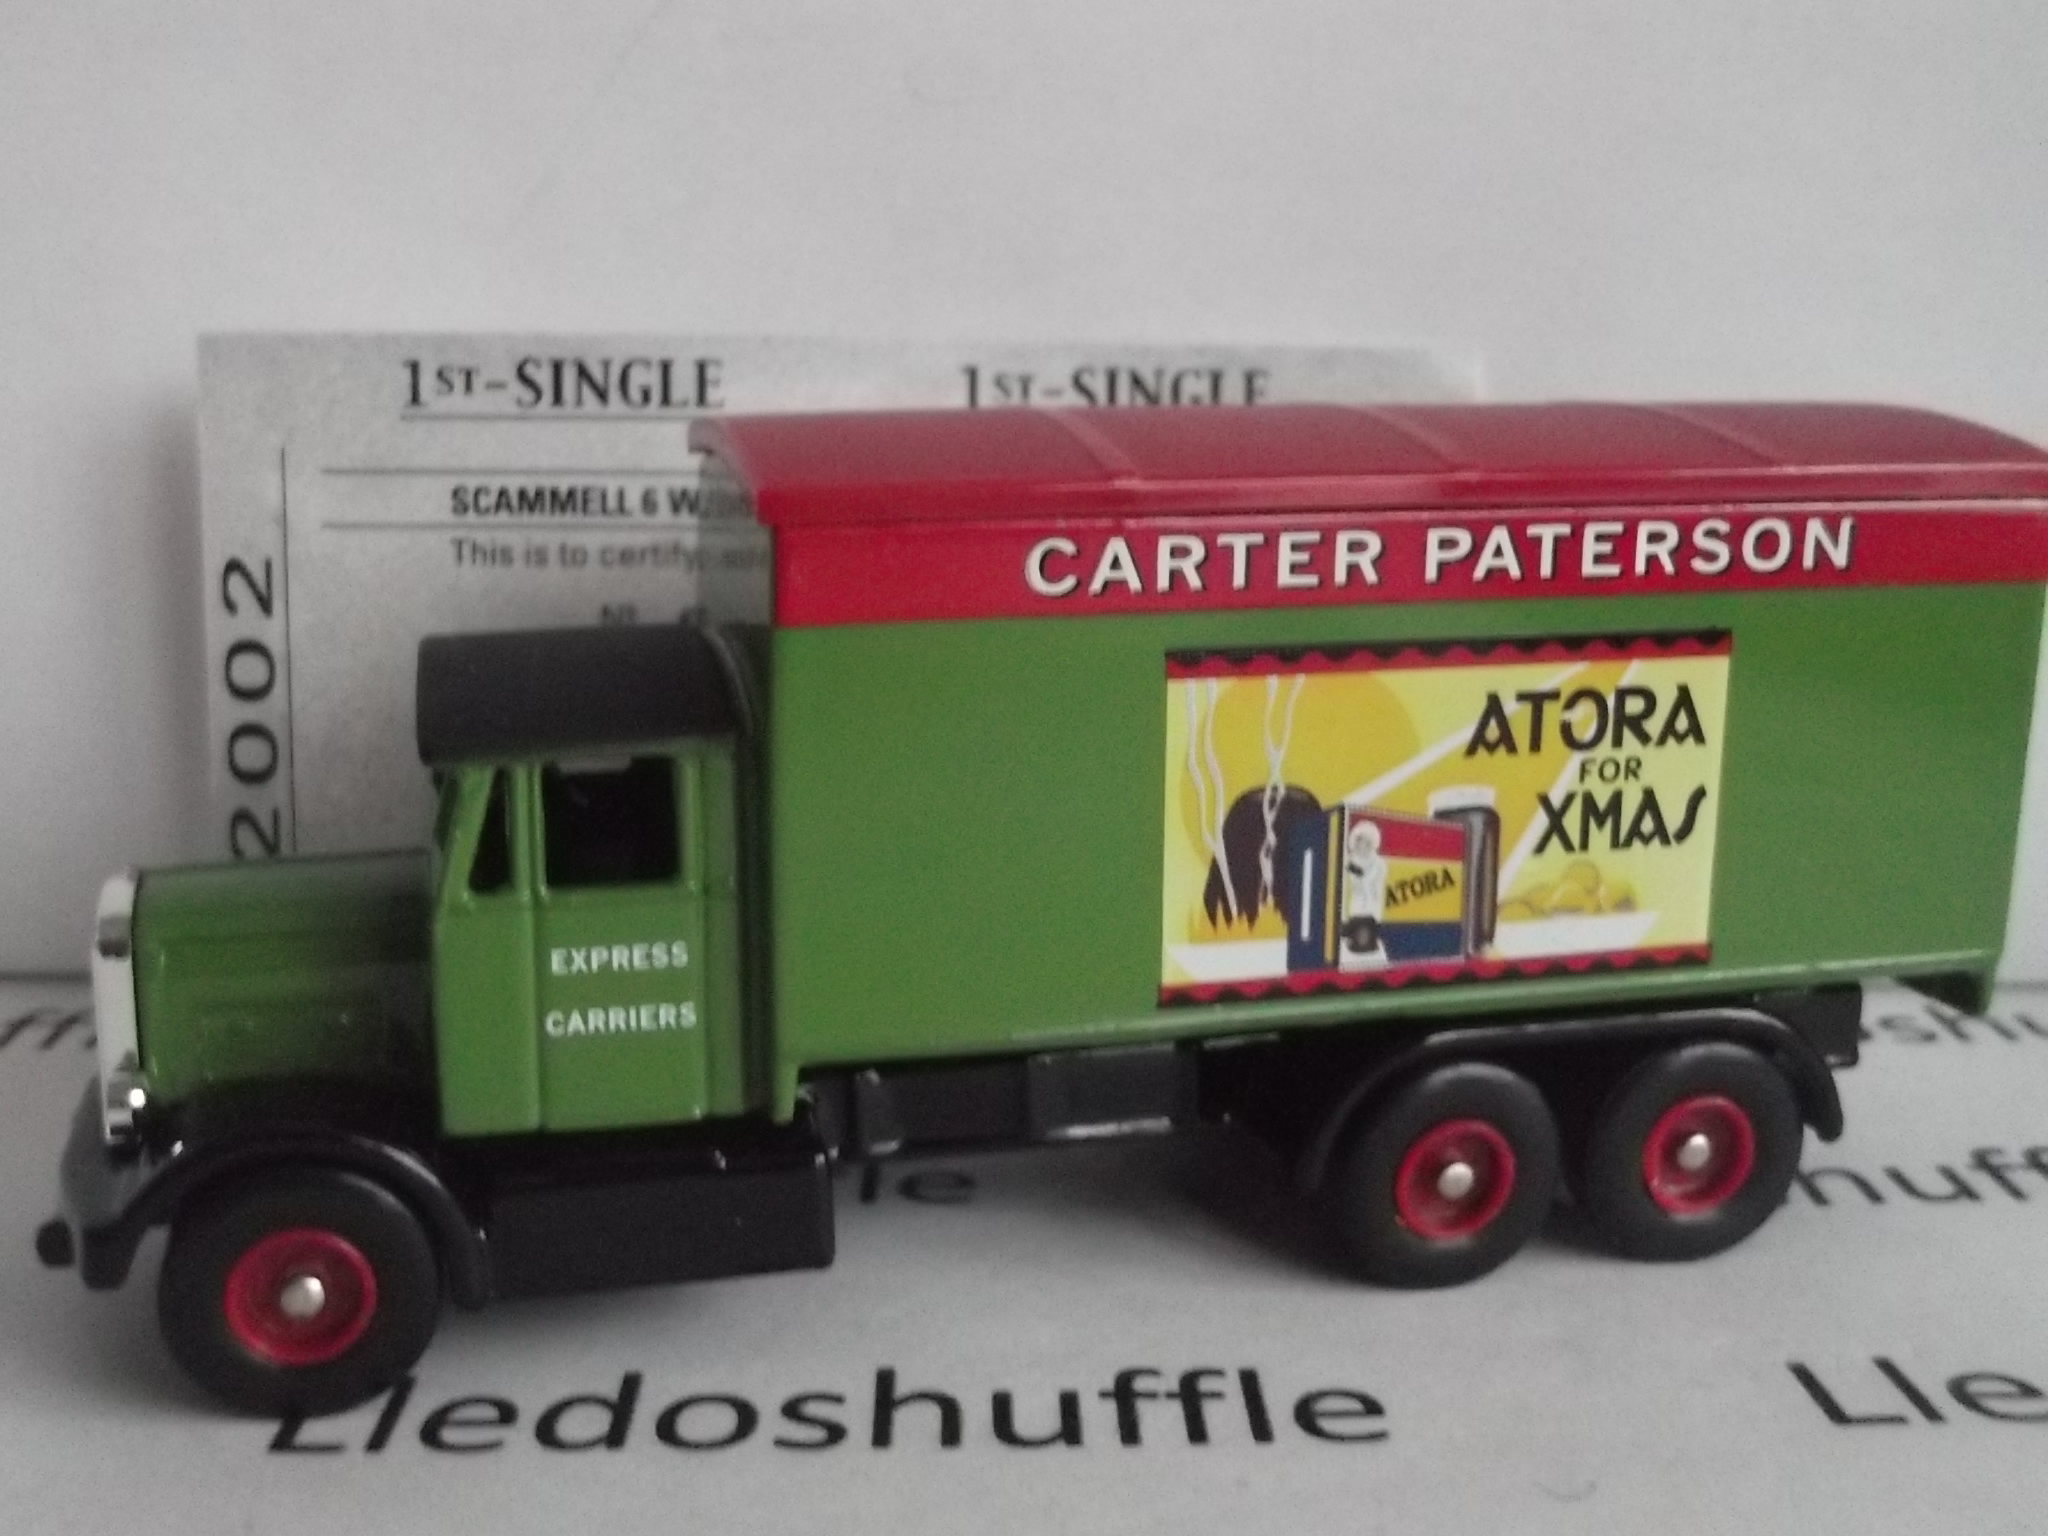 1ST-SINGLE 1ST-SINGLE
SCAMMELL 6 W
This is to certify
2002
CARTER PATERSON
ATORA
FOR
XMAS
ATORA
EXPRESS
CARRIERS
Lledoshuffle